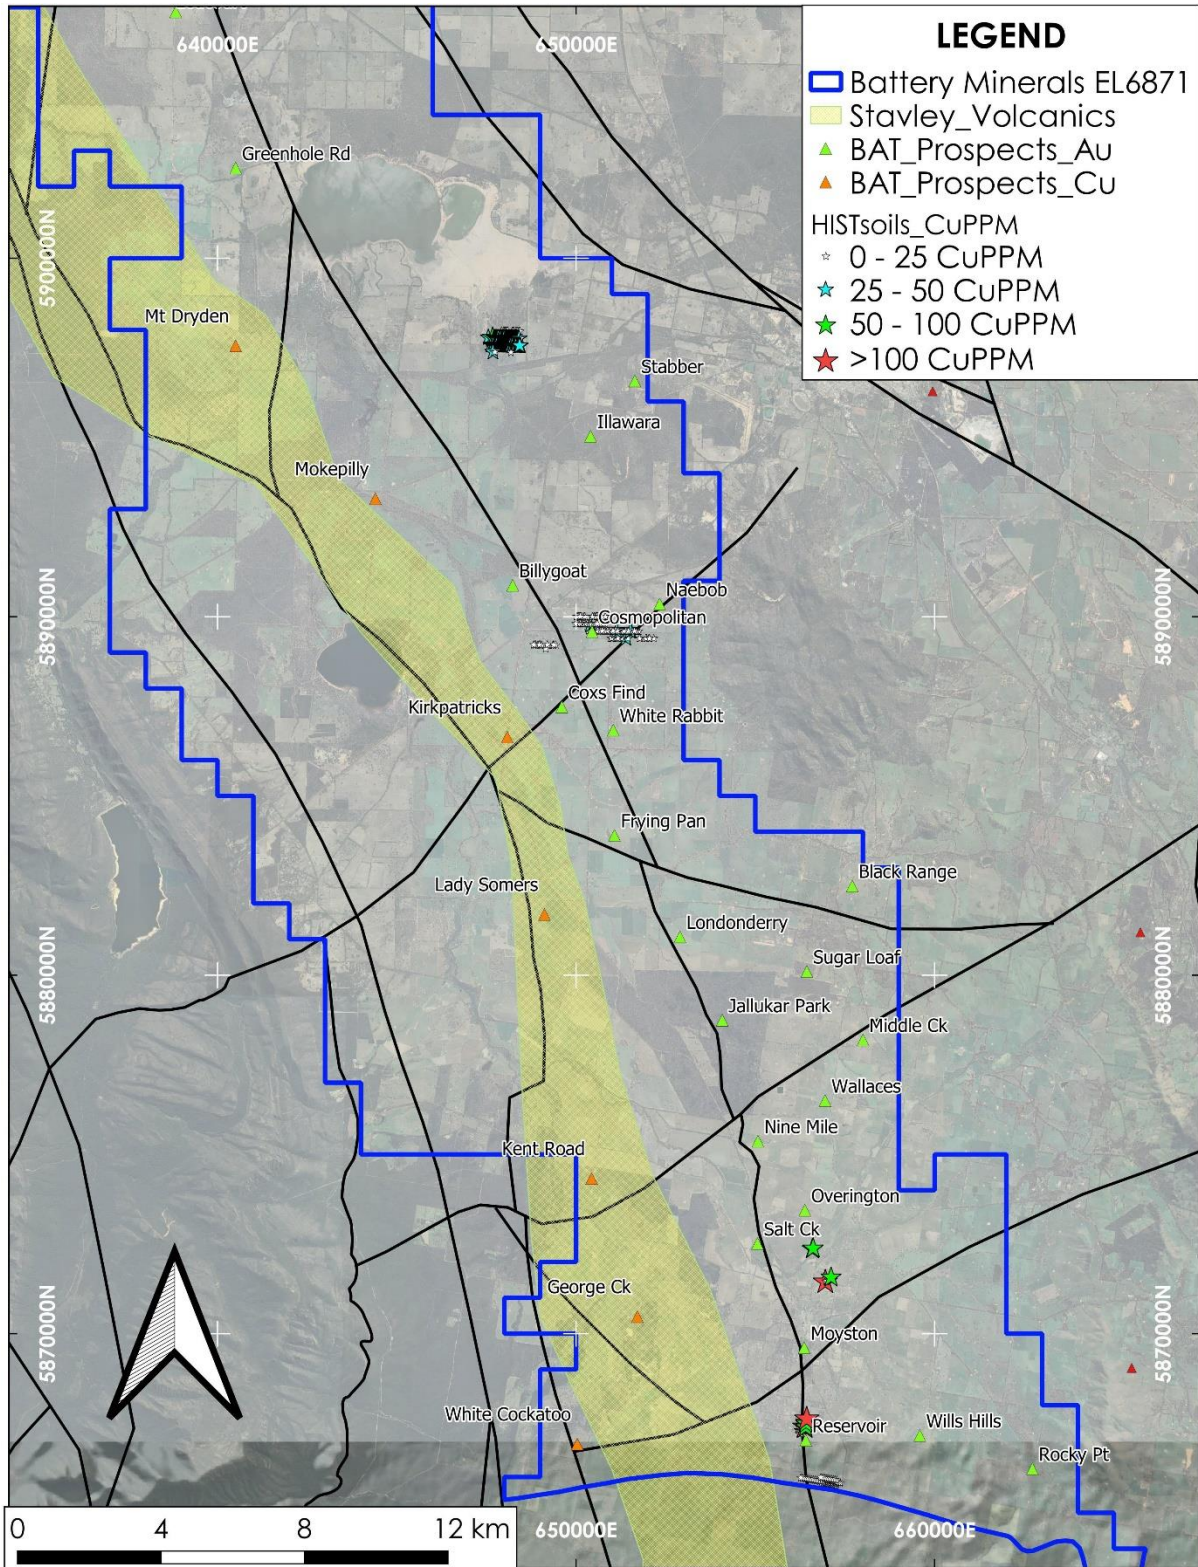 640000E
650000E
LEGEND
Battery Minerals EL6871
Stavley_Volcanics
BAT_Prospects_Au
BAT_Prospects_Cu
HISTsoils_CuPPM
0 - 25 CuPPM
25 - 50 CuPPM
50 - 100 CuPPM
>100 CuPPM
Greenhole Rd
5900000N
Mt Dryden
Stabber
Illawara
Mokepilly
Billygoat
Naebob
Cosmopolitan
5890000N
5890000N
Coxs Find
Kirkpatricks
White Rabbit
Frying Pan
Black Range
Lady Somers
Londonderry
Sugar Loaf
5880000N
5880000N
Jallukar Park
Middle Ck
Wallaces
Nine Mile
Kent Road
Overington
Salt Ck
George Ck
5870000N
5870000N
Moyston
White Cockatoo
Reservoir
Wills Hills
Rocky Pt
0 4 8 12 km
650000E
660000E